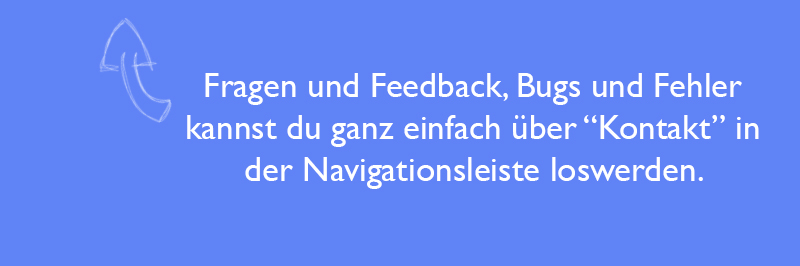 Fragen und Feedback, Bugs und Fehler
kannst du ganz einfach über “Kontakt” in
der Navigationsleiste loswerden.